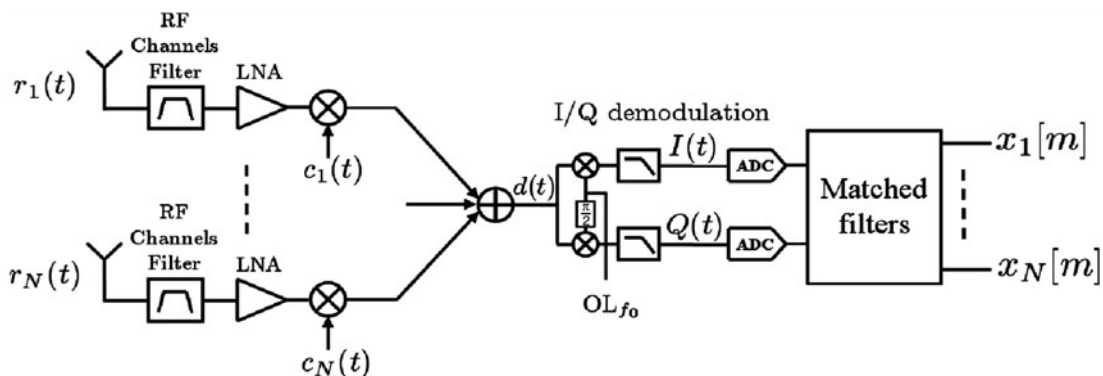 RF
Channels
Filter
LNA
r₁(t)
c₁(t)
RF
Channels
Filter
LNA
r_N(t)
c_N(t)
d(t)
I/Q demodulation
π/2
OL_f₀
I(t)
ADC
Q(t)
ADC
Matched
filters
x₁[m]
x_N[m]